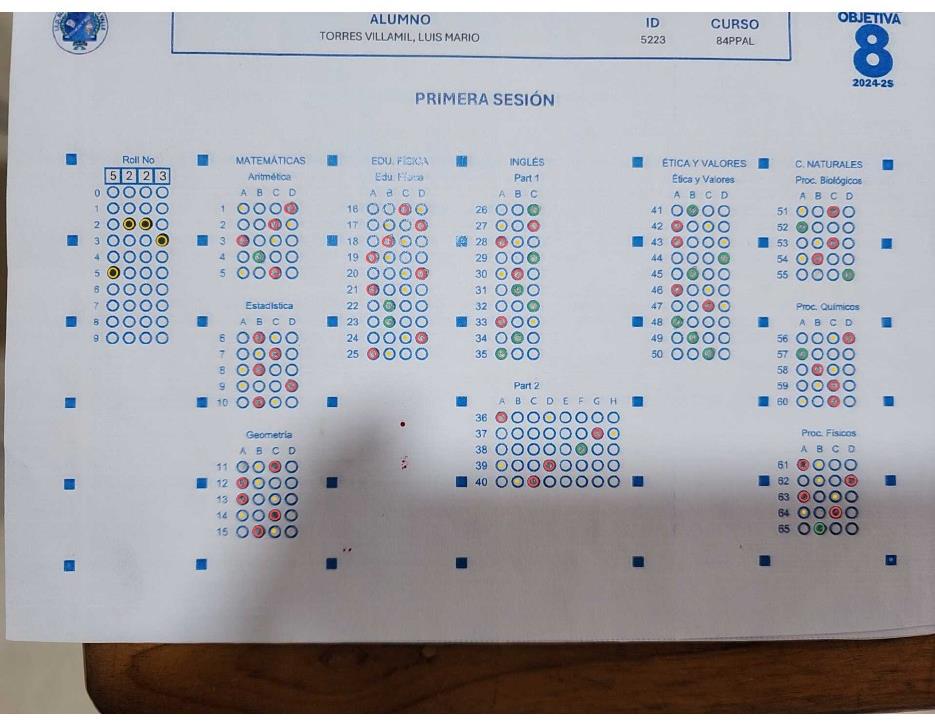 ALUMNO
TORRES VILLAMIL, LUIS MARIO
ID
5223
CURSO
84PPAL
OBJETIVA
8
2024-2S
PRIMERA SESIÓN
Roll No
5 2 2 3
0
1
2
3
4
5
6
7
8
9
MATEMÁTICAS
Aritmética
A B C D
1
2
3
4
5
Estadística
A B C D
6
7
8
9
10
Geometría
A B C D
11
12
13
14
15
EDU. FÍSICA
Edu. Física
A B C D
16
17
18
19
20
21
22
23
24
25
INGLÉS
Part 1
A B C
26
27
28
29
30
31
32
33
34
35
Part 2
A B C D E F G H
36
37
38
39
40
ÉTICA Y VALORES
Ética y Valores
A B C D
41
42
43
44
45
46
47
48
49
50
C. NATURALES
Proc. Biológicos
A B C D
51
52
53
54
55
Proc. Químicos
A B C D
56
57
58
59
60
Proc. Físicos
A B C D
61
62
63
64
65